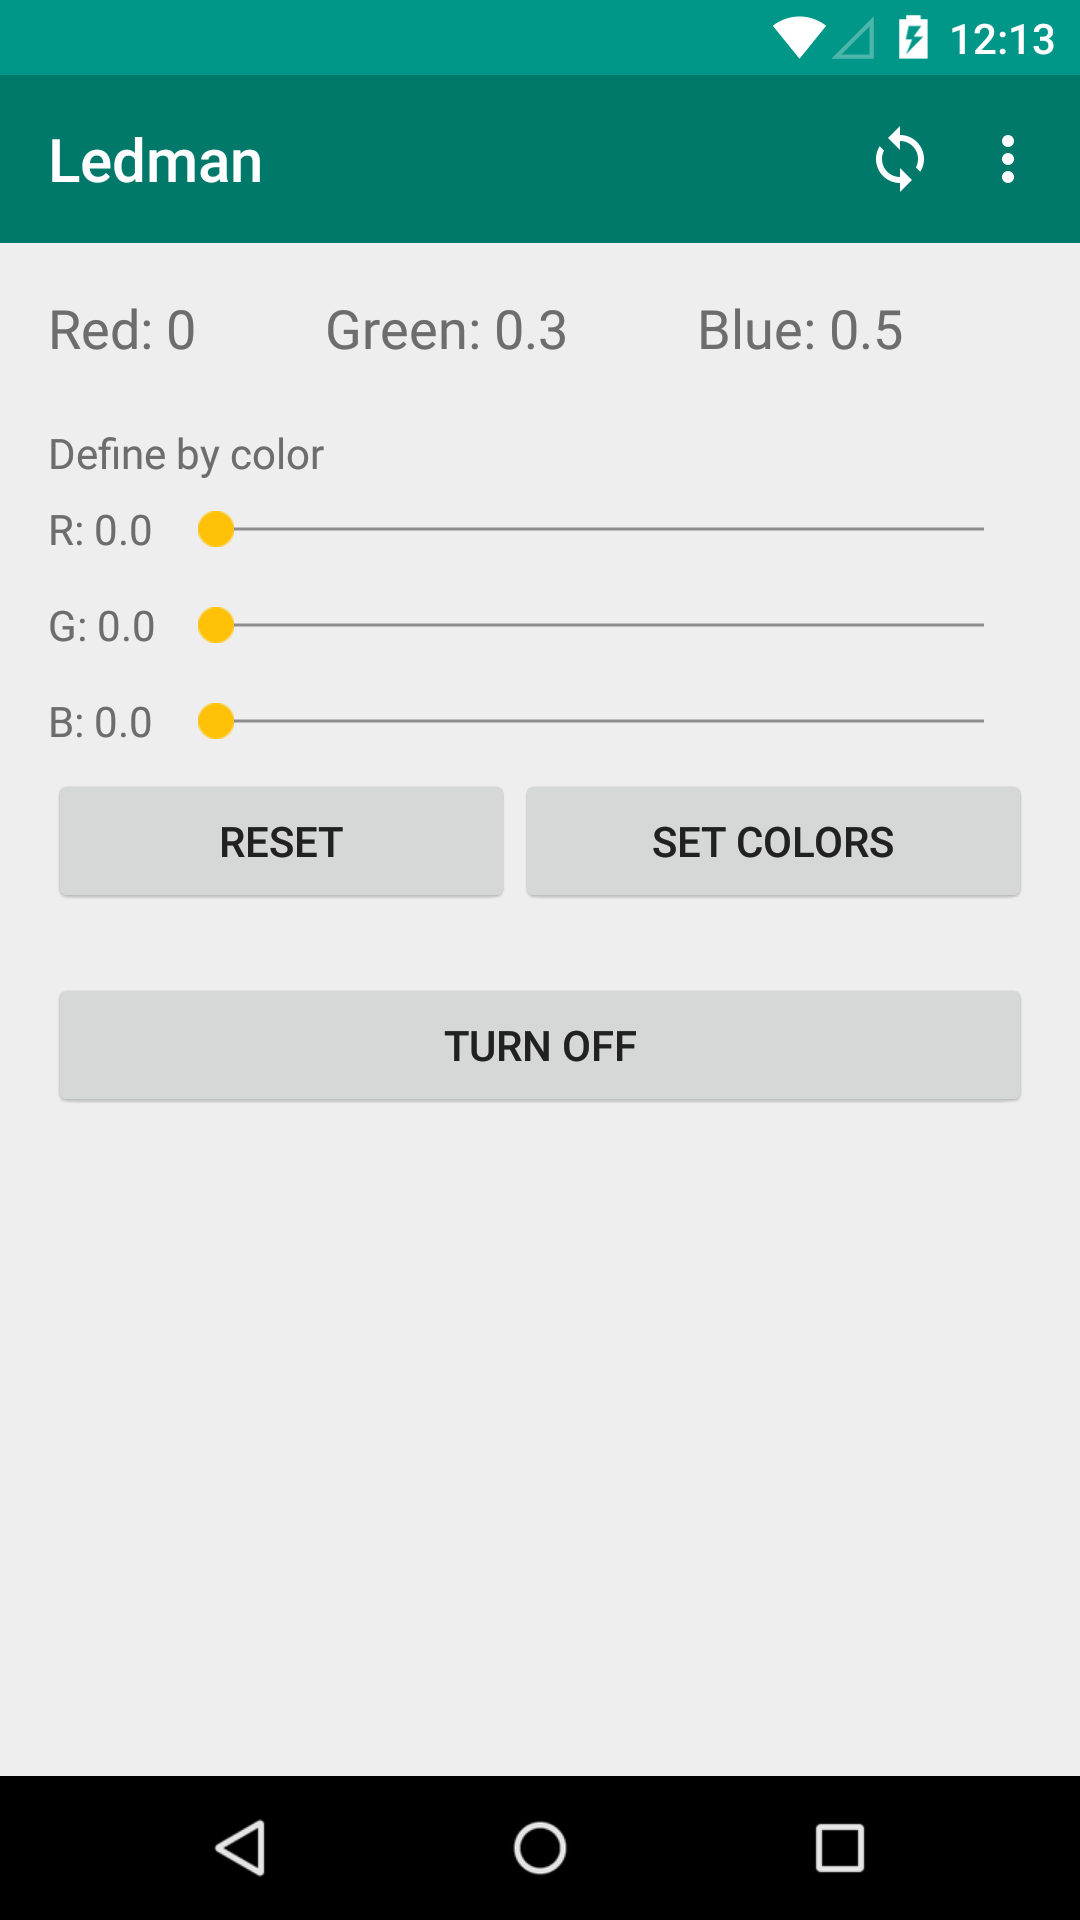 12:13
Ledman
Red: 0 Green: 0.3 Blue: 0.5
Define by color
R: 0.0
G: 0.0
B: 0.0
RESET SET COLORS
TURN OFF